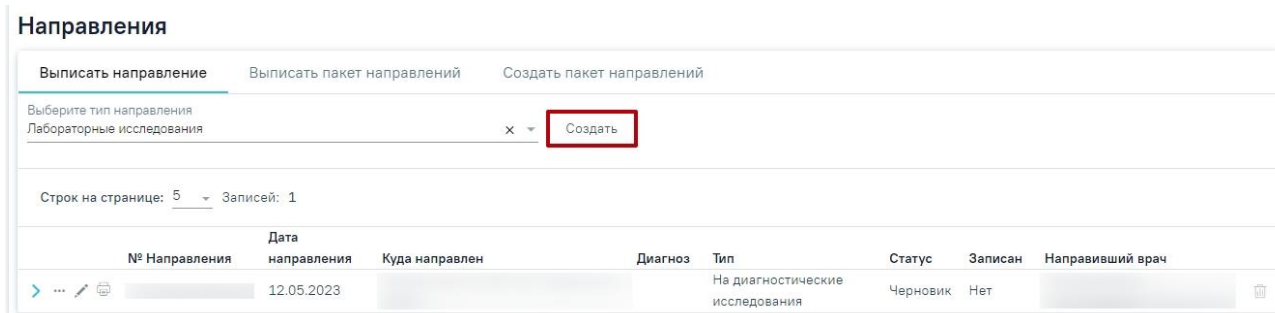 Направления
Выписать направление Выписать пакет направлений Создать пакет направлений
Выберите тип направления
Лабораторные исследования Создать
Строк на странице: 5 Записей: 1
№ Направления Дата направления Куда направлен Диагноз Тип Статус Записан Направивший врач
12.05.2023 На диагностические исследования Черновик Нет